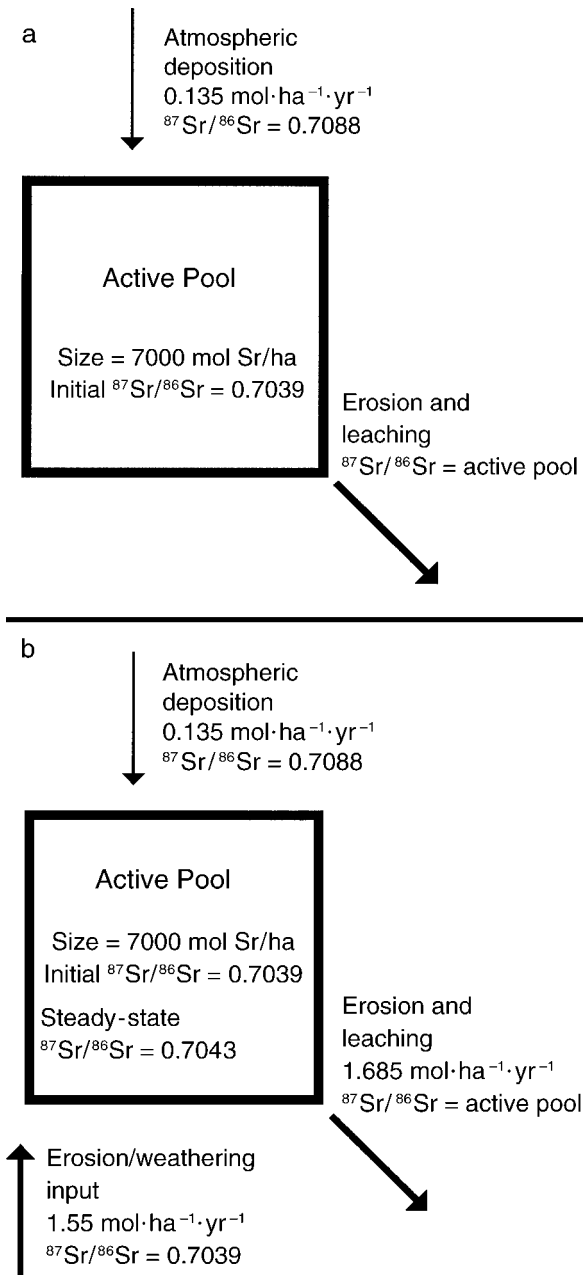 a
Atmospheric
deposition
0.135 mol·ha⁻¹·yr⁻¹
⁸⁷Sr/⁸⁶Sr = 0.7088
Active Pool
Size = 7000 mol Sr/ha
Initial ⁸⁷Sr/⁸⁶Sr = 0.7039
Erosion and
leaching
⁸⁷Sr/⁸⁶Sr = active pool
b
Atmospheric
deposition
0.135 mol·ha⁻¹·yr⁻¹
⁸⁷Sr/⁸⁶Sr = 0.7088
Active Pool
Size = 7000 mol Sr/ha
Initial ⁸⁷Sr/⁸⁶Sr = 0.7039
Steady-state
⁸⁷Sr/⁸⁶Sr = 0.7043
Erosion and
leaching
1.685 mol·ha⁻¹·yr⁻¹
⁸⁷Sr/⁸⁶Sr = active pool
Erosion/weathering
input
1.55 mol·ha⁻¹·yr⁻¹
⁸⁷Sr/⁸⁶Sr = 0.7039